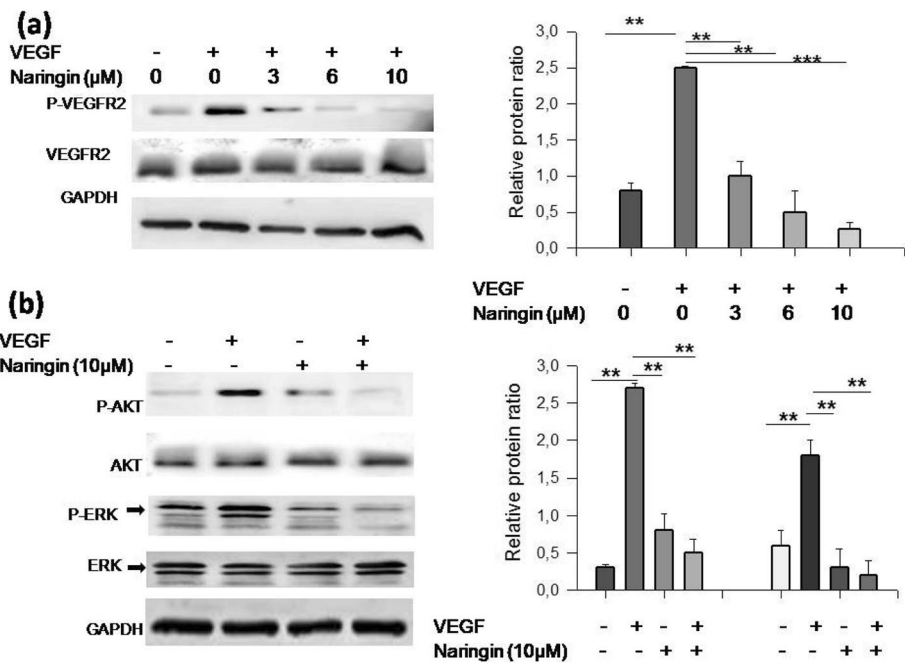 (a)
VEGF - + + + +
Naringin (µM) 0 0 3 6 10
P-VEGFR2
VEGFR2
GAPDH
Relative protein ratio
3,0
2,5
2,0
1,5
1,0
0,5
0,0
** ** ** ***
VEGF - + + + +
Naringin (µM) 0 0 3 6 10
(b)
VEGF - + - +
Naringin (10µM) - - + +
P-AKT
AKT
P-ERK
ERK
GAPDH
Relative protein ratio
3,0
2,5
2,0
1,5
1,0
0,5
0,0
** ** ** ** ** **
VEGF - + - + - + - +
Naringin (10µM) - - + + - - + +